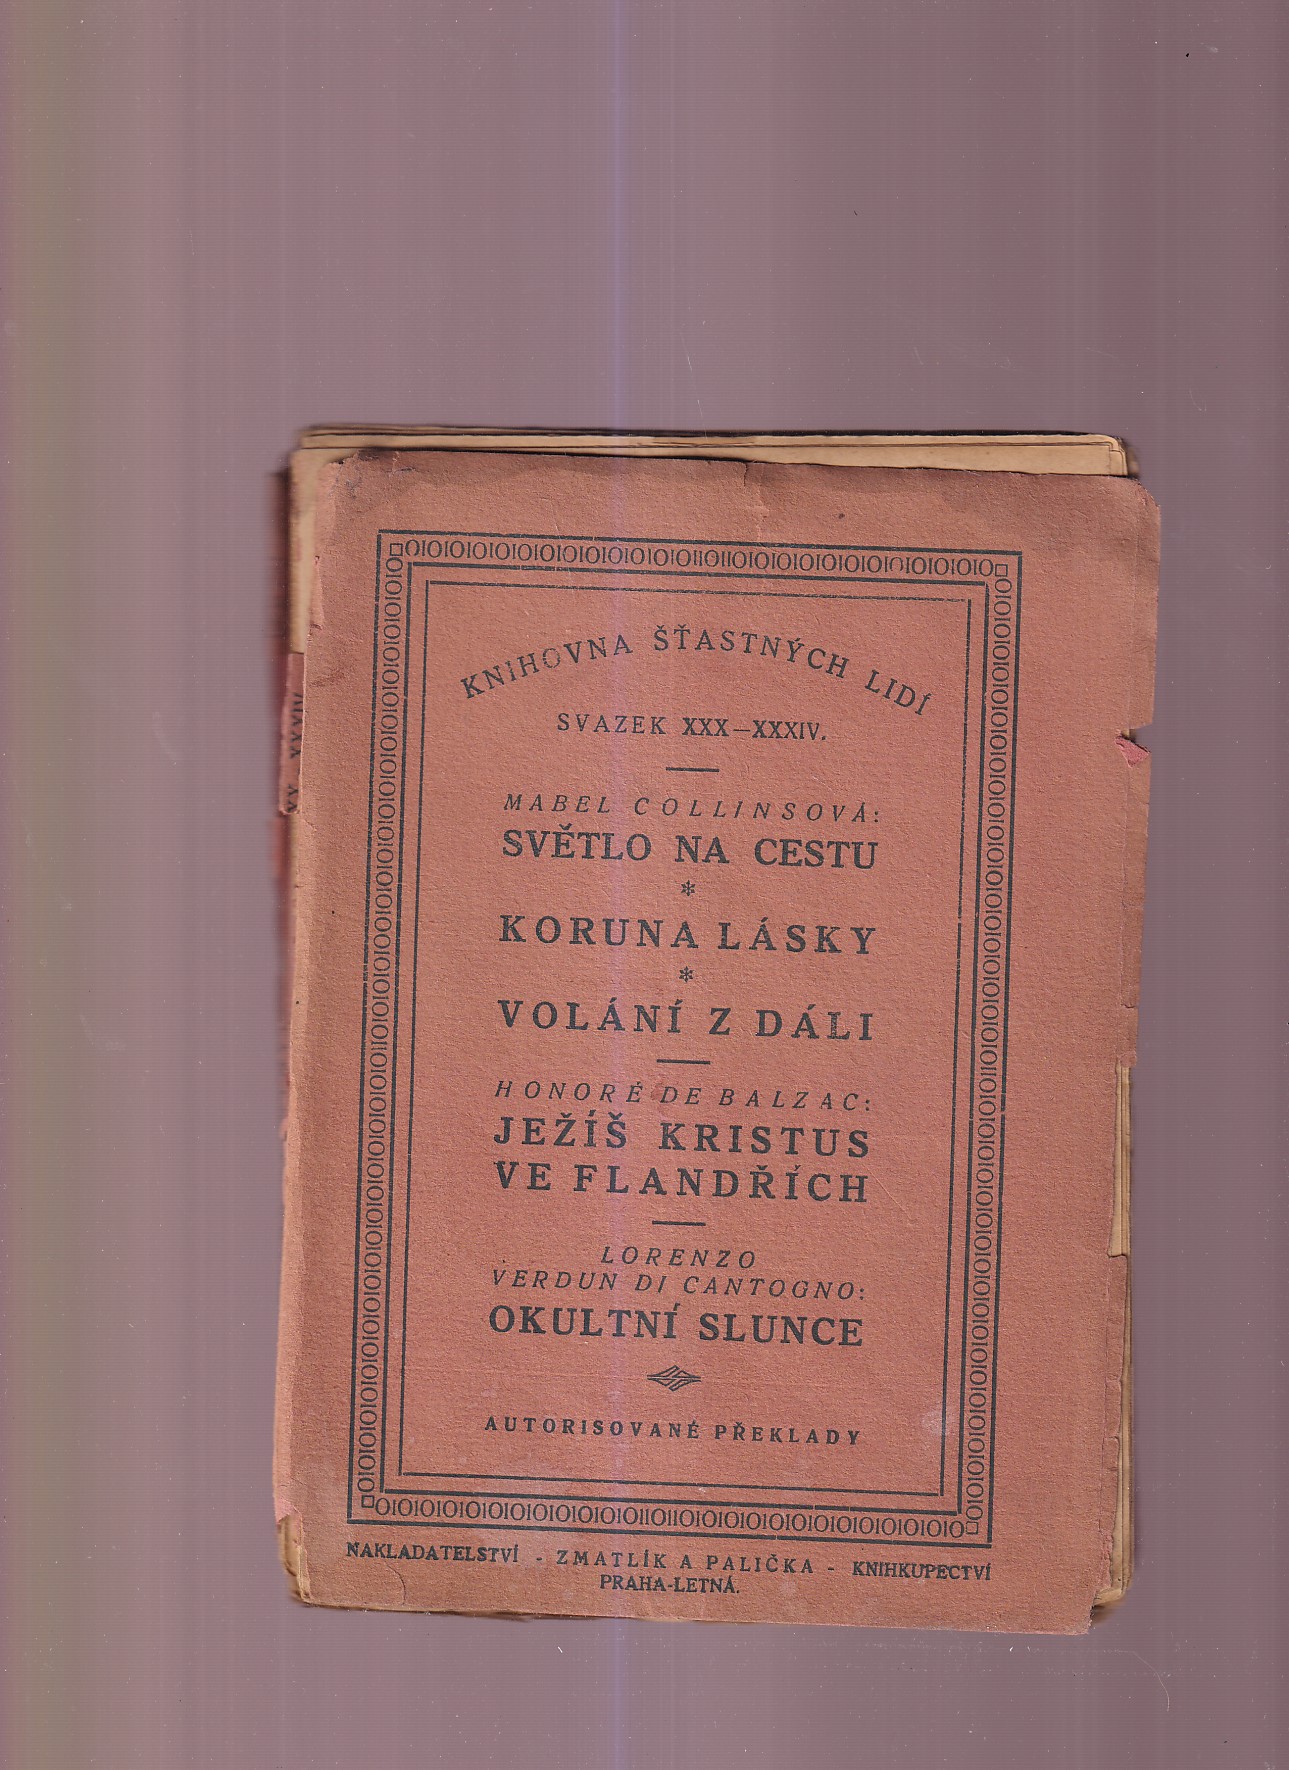 KNIHOVNA ŠŤASTNÝCH LIDÍ
SVAZEK XXX—XXXIV.
MABEL COLLINSOVÁ:
SVĚTLO NA CESTU
*
KORUNA LÁSKY
*
VOLÁNÍ Z DÁLI
HONORÉ DE BALZAC:
JEŽÍŠ KRISTUS
VE FLANDŘÍCH
LORENZO
VERDUN DI CANTOGNO:
OKULTNÍ SLUNCE
AUTORISOVANÉ PŘEKLADY
NAKLADATELSTVÍ - ZMATLÍK A PALIČKA - KNIHKUPECTVÍ
PRAHA-LETNÁ.